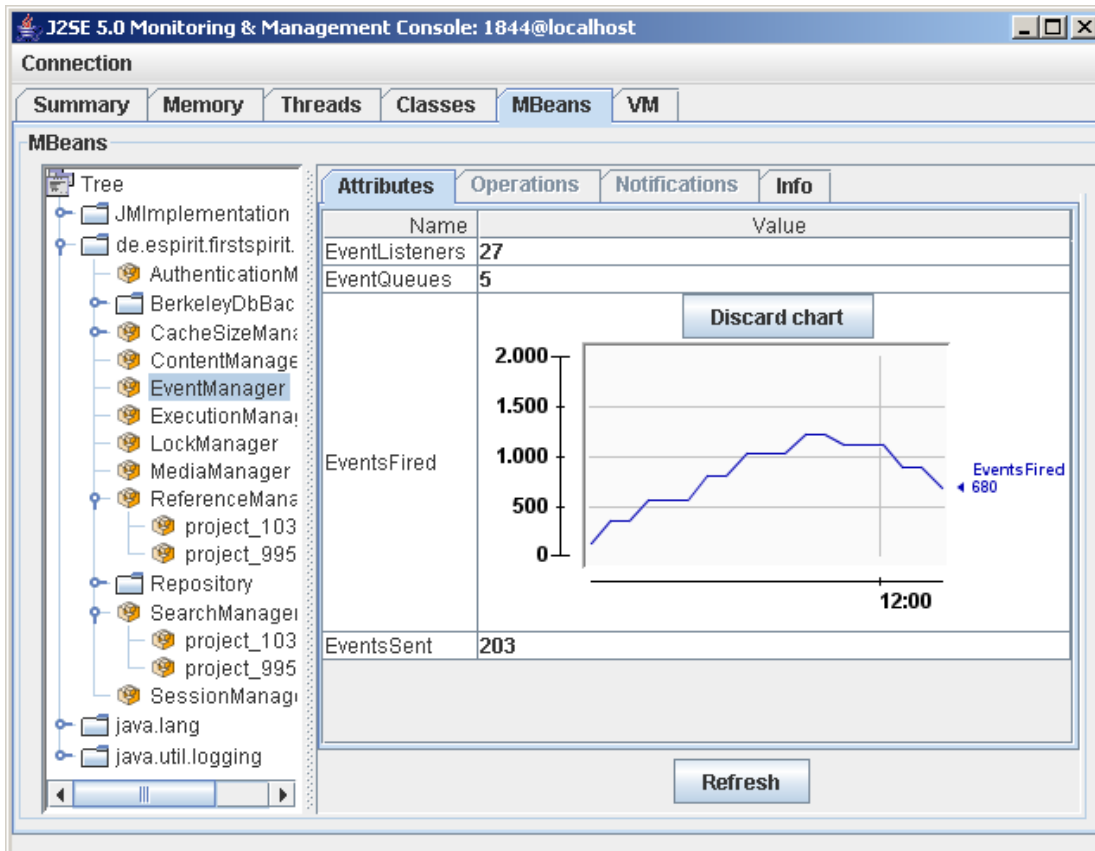 J2SE 5.0 Monitoring & Management Console: 1844@localhost
Connection
Summary Memory Threads Classes MBeans VM
MBeans
Tree
JMImplementation
de.espirit.firstspirit.
AuthenticationM
BerkeleyDbBac
CacheSizeMana
ContentManage
EventManager
ExecutionManag
LockManager
MediaManager
ReferenceMana
project_103
project_995
Repository
SearchManager
project_103
project_995
SessionManag
java.lang
java.util.logging
Attributes Operations Notifications Info
Name Value
EventListeners 27
EventQueues 5
EventsFired
Discard chart
2.000
1.500
1.000
500
0
12:00
EventsFired
680
EventsSent 203
Refresh